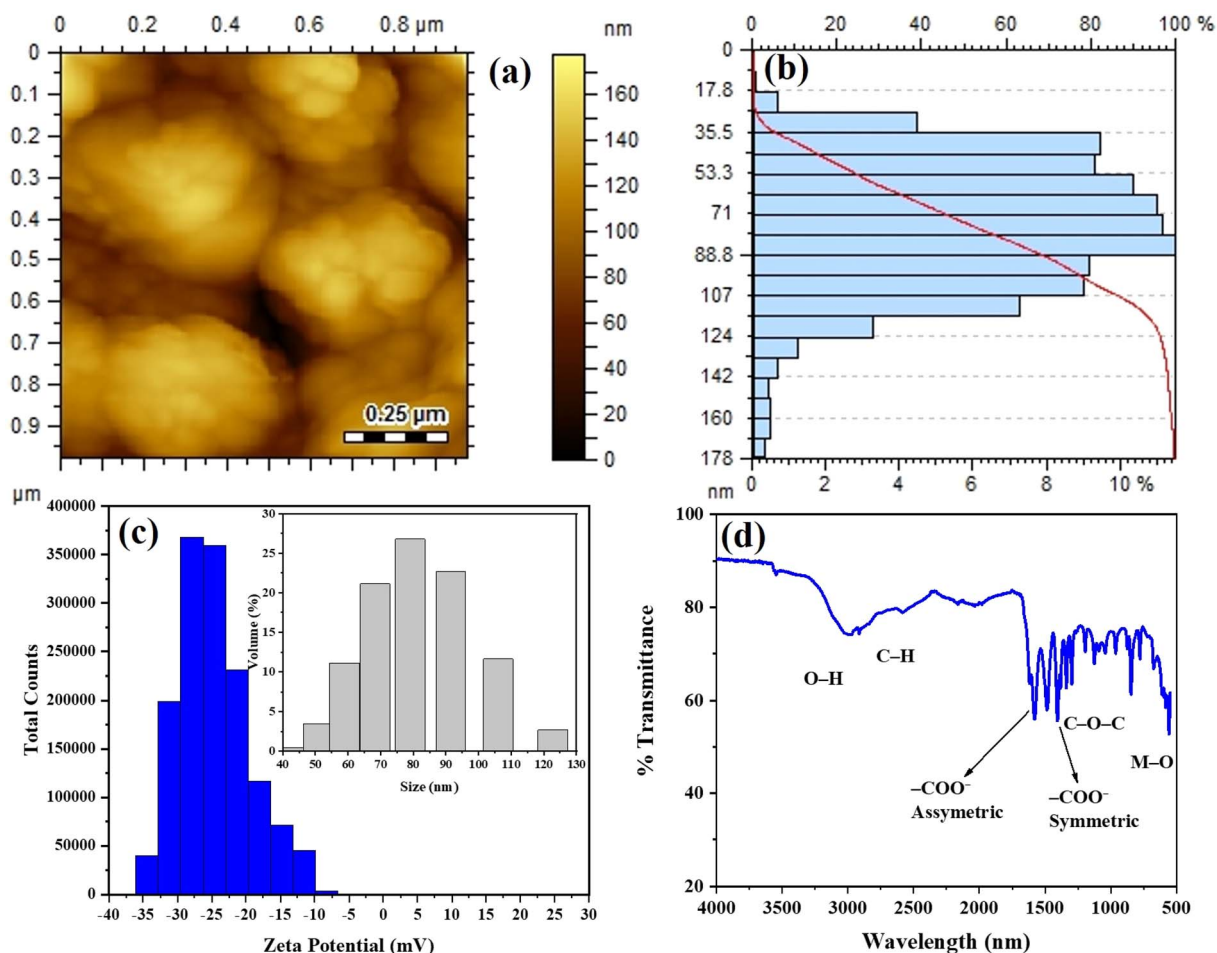 0 0.2 0.4 0.6 0.8 µm
nm
(a)
0
0.1
0.2
0.3
0.4
0.5
0.6
0.7
0.8
0.9
µm
0.25 µm
160
140
120
100
80
60
40
20
0
0 20 40 60 80 100 %
(b)
0
17.8
35.5
53.3
71
88.8
107
124
142
160
178
nm
0 2 4 6 8 10 %
(c)
Total Counts
400000
350000
300000
250000
200000
150000
100000
50000
0
-40 -35 -30 -25 -20 -15 -10 -5 0 5 10 15 20 25 30
Zeta Potential (mV)
Volume (%)
30
25
20
15
10
5
0
40 50 60 70 80 90 100 110 120 130
Size (nm)
(d)
% Transmittance
100
80
60
40
20
O–H
C–H
C–O–C
M–O
–COO⁻
Assymetric
–COO⁻
Symmetric
4000 3500 3000 2500 2000 1500 1000 500
Wavelength (nm)